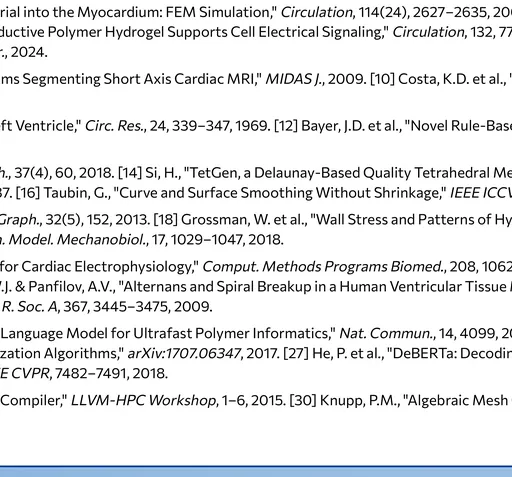 rial into the Myocardium: FEM Simulation," Circulation, 114(24), 2627–2635, 20
ductive Polymer Hydrogel Supports Cell Electrical Signaling," Circulation, 132, 77
r., 2024.
ms Segmenting Short Axis Cardiac MRI," MIDAS J., 2009. [10] Costa, K.D. et al., "
ft Ventricle," Circ. Res., 24, 339–347, 1969. [12] Bayer, J.D. et al., "Novel Rule-Base
h., 37(4), 60, 2018. [14] Si, H., "TetGen, a Delaunay-Based Quality Tetrahedral Me
37. [16] Taubin, G., "Curve and Surface Smoothing Without Shrinkage," IEEE ICCV
Graph., 32(5), 152, 2013. [18] Grossman, W. et al., "Wall Stress and Patterns of Hy
n. Model. Mechanobiol., 17, 1029–1047, 2018.
for Cardiac Electrophysiology," Comput. Methods Programs Biomed., 208, 1062
V.J. & Panfilov, A.V., "Alternans and Spiral Breakup in a Human Ventricular Tissue
R. Soc. A, 367, 3445–3475, 2009.
Language Model for Ultrafast Polymer Informatics," Nat. Commun., 14, 4099, 20
zation Algorithms," arXiv:1707.06347, 2017. [27] He, P. et al., "DeBERTa: Decodin
E CVPR, 7482–7491, 2018.
Compiler," LLVM-HPC Workshop, 1–6, 2015. [30] Knupp, P.M., "Algebraic Mesh